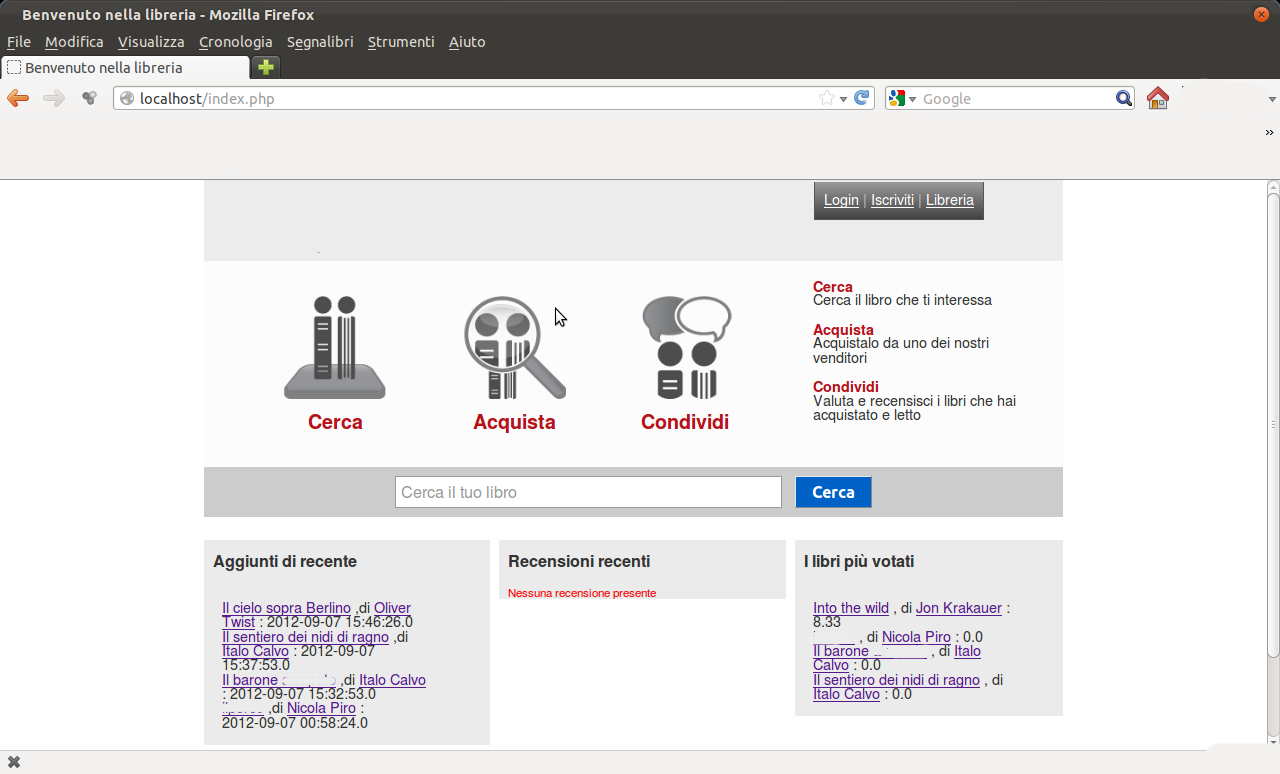 Benvenuto nella libreria - Mozilla Firefox
File Modifica Visualizza Cronologia Segnalibri Strumenti Aiuto
Benvenuto nella libreria
localhost/index.php
Google
»
Login | Iscriviti | Libreria
Cerca
Acquista
Condividi
Cerca
Cerca il libro che ti interessa
Acquista
Acquistalo da uno dei nostri
venditori
Condividi
Valuta e recensisci i libri che hai
acquistato e letto
Cerca il tuo libro
Cerca
Aggiunti di recente
Il cielo sopra Berlino ,di Oliver
Twist : 2012-09-07 15:46:26.0
Il sentiero dei nidi di ragno ,di
Italo Calvo : 2012-09-07
15:37:53.0
Il barone ,di Italo Calvo
: 2012-09-07 15:32:53.0
,di Nicola Piro :
2012-09-07 00:58:24.0
Recensioni recenti
Nessuna recensione presente
I libri più votati
Into the wild , di Jon Krakauer :
8.33
, di Nicola Piro : 0.0
Il barone , di Italo
Calvo : 0.0
Il sentiero dei nidi di ragno , di
Italo Calvo : 0.0